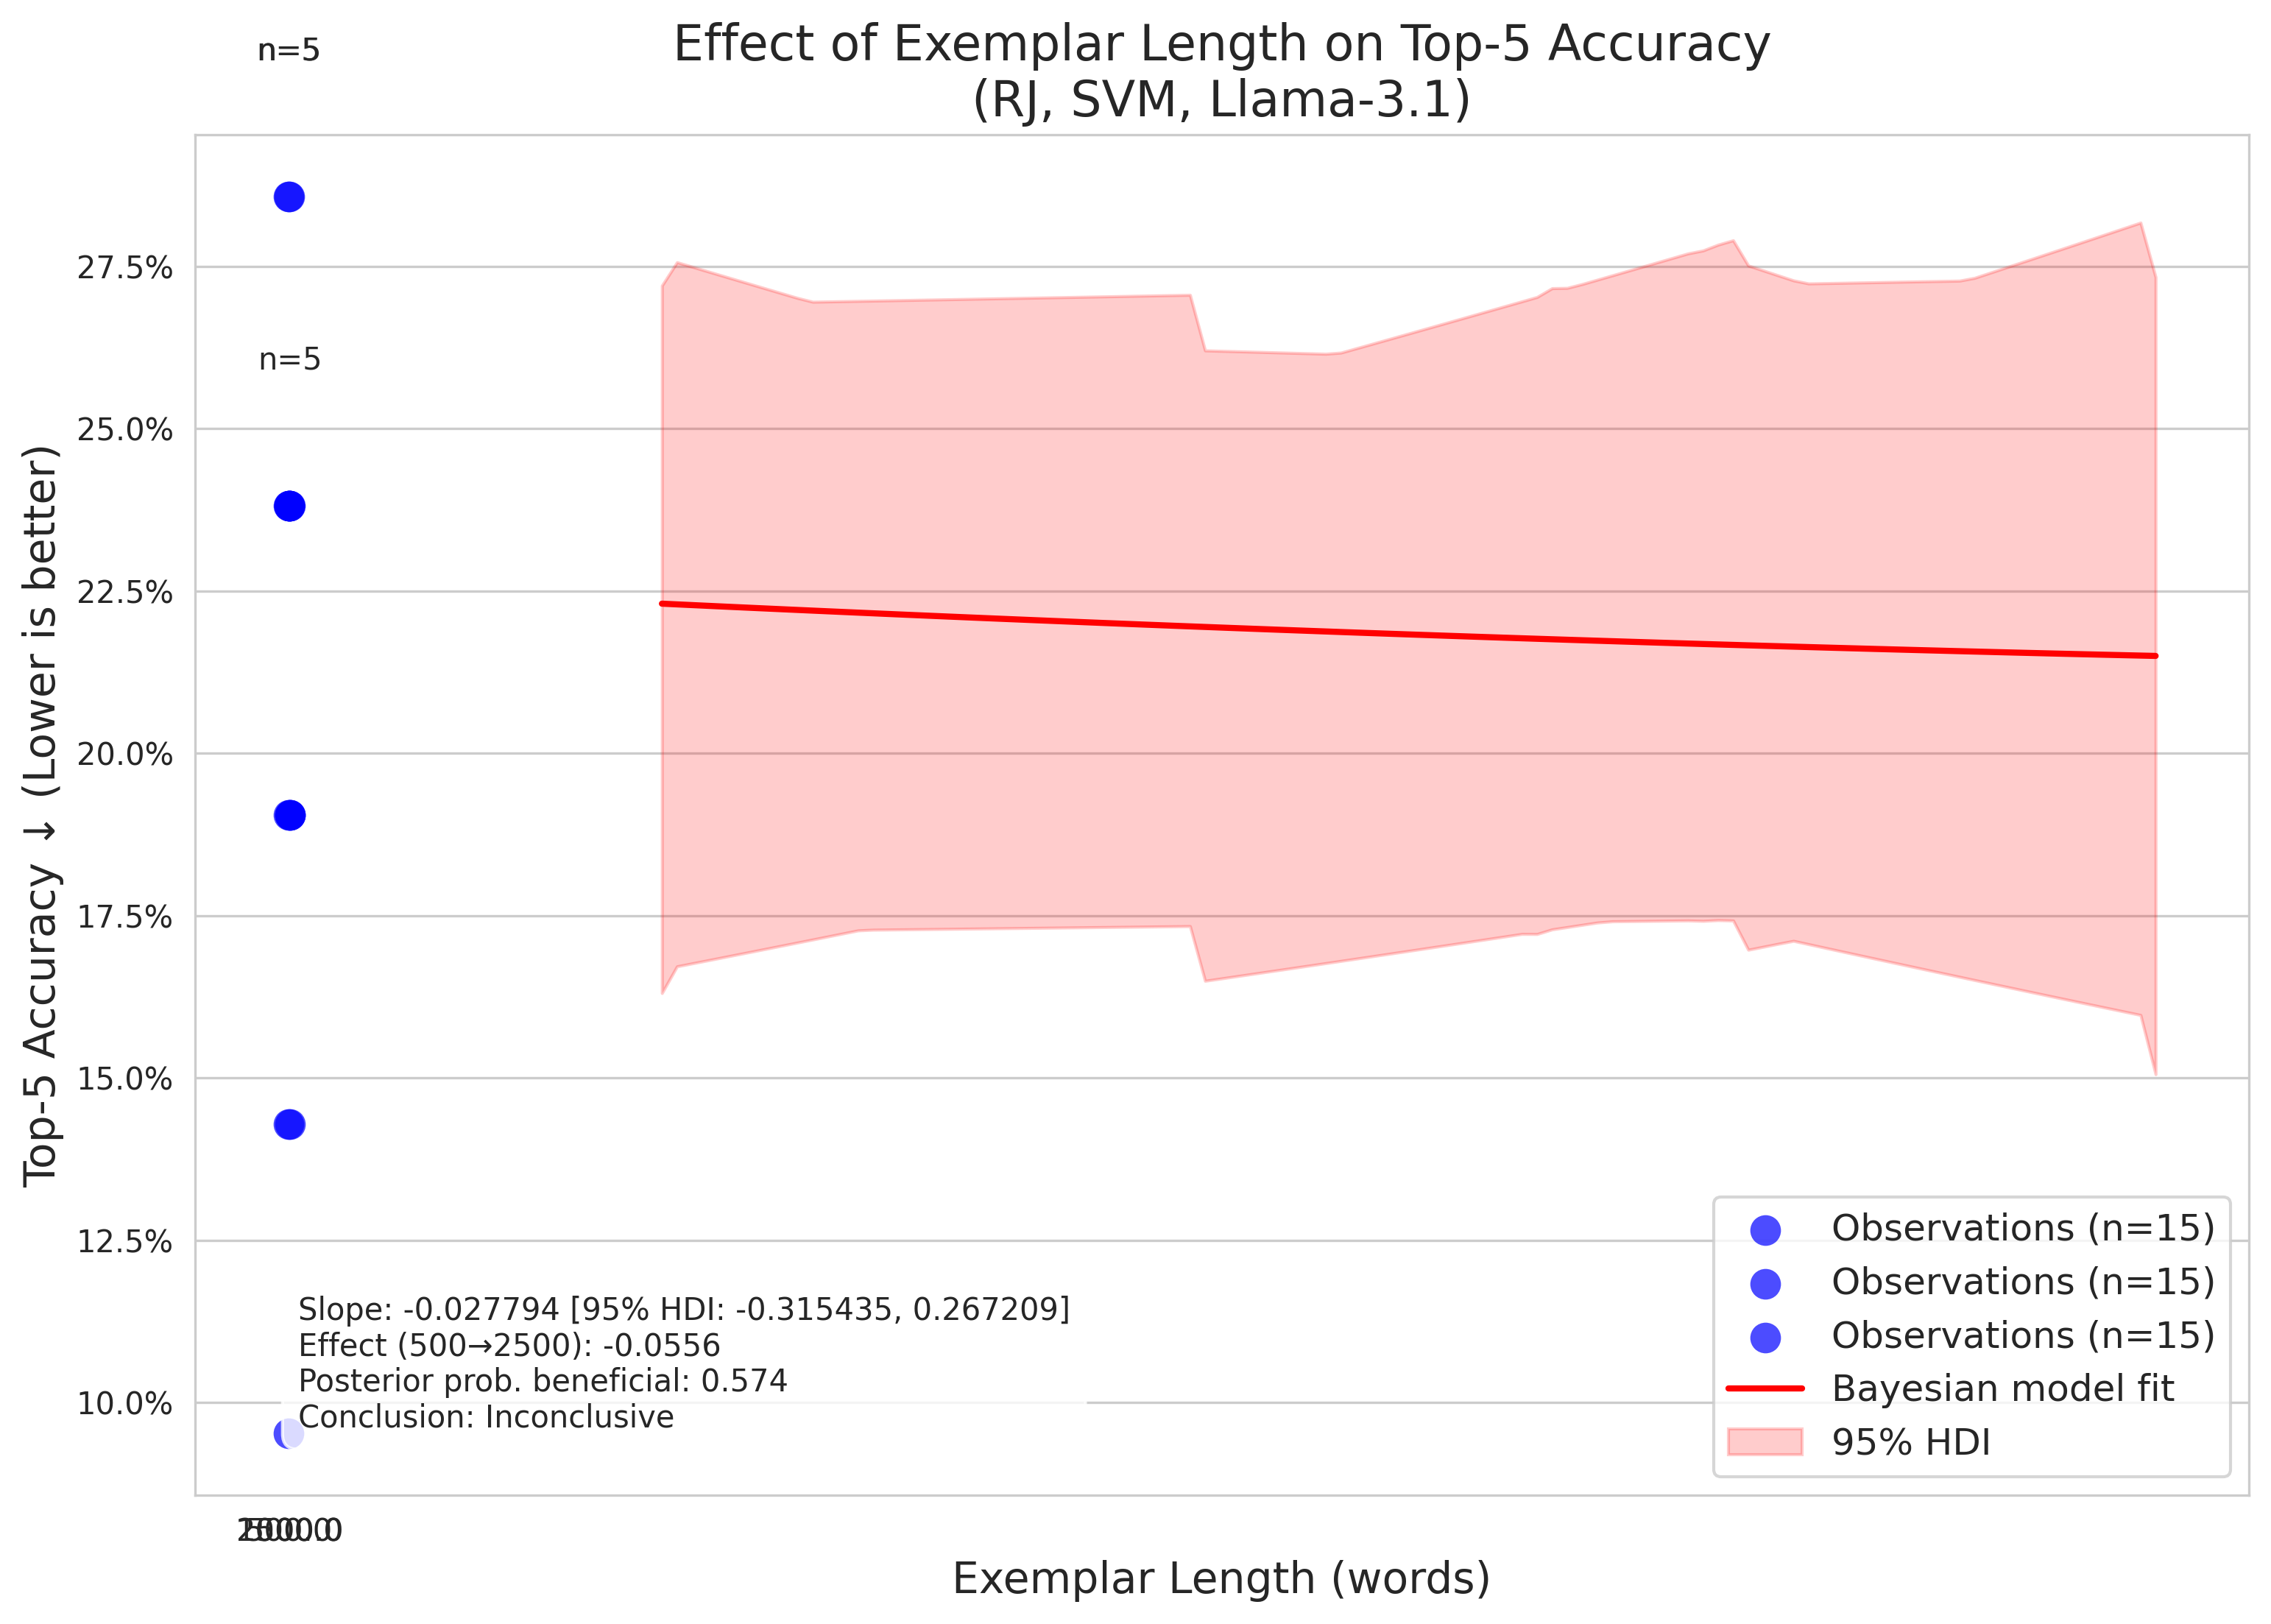 n=5
Effect of Exemplar Length on Top-5 Accuracy
(RJ, SVM, Llama-3.1)
n=5
27.5%
25.0%
22.5%
20.0%
17.5%
15.0%
12.5%
10.0%
Top-5 Accuracy ↓ (Lower is better)
Slope: -0.027794 [95% HDI: -0.315435, 0.267209]
Effect (500→2500): -0.0556
Posterior prob. beneficial: 0.574
Conclusion: Inconclusive
Observations (n=15)
Observations (n=15)
Observations (n=15)
Bayesian model fit
95% HDI
Exemplar Length (words)